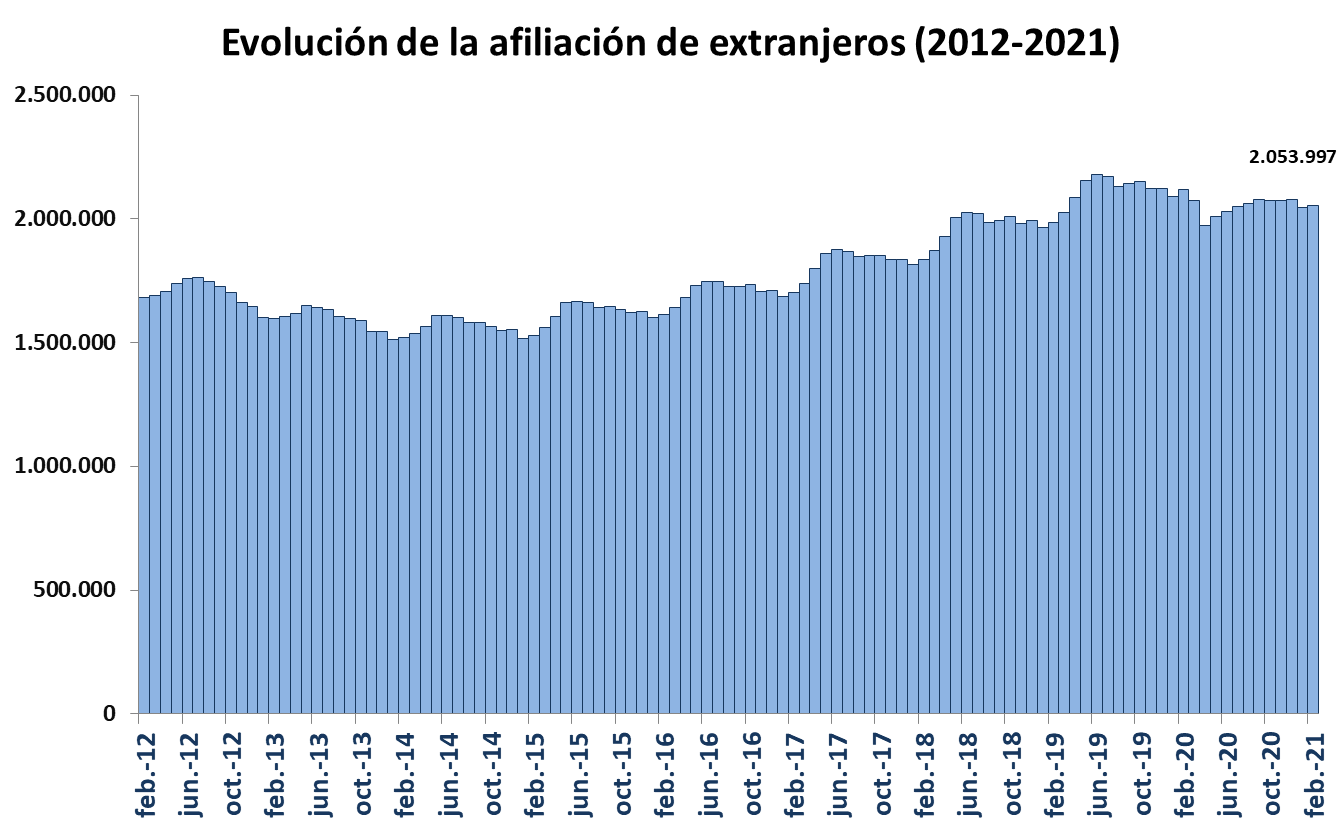 Evolución de la afiliación de extranjeros (2012-2021)
2.500.000
2.053.997
2.000.000
1.500.000
1.000.000
500.000
0
feb.-12
jun.-12
oct.-12
feb.-13
jun.-13
oct.-13
feb.-14
jun.-14
oct.-14
feb.-15
jun.-15
oct.-15
feb.-16
jun.-16
oct.-16
feb.-17
jun.-17
oct.-17
feb.-18
jun.-18
oct.-18
feb.-19
jun.-19
oct.-19
feb.-20
jun.-20
oct.-20
feb.-21